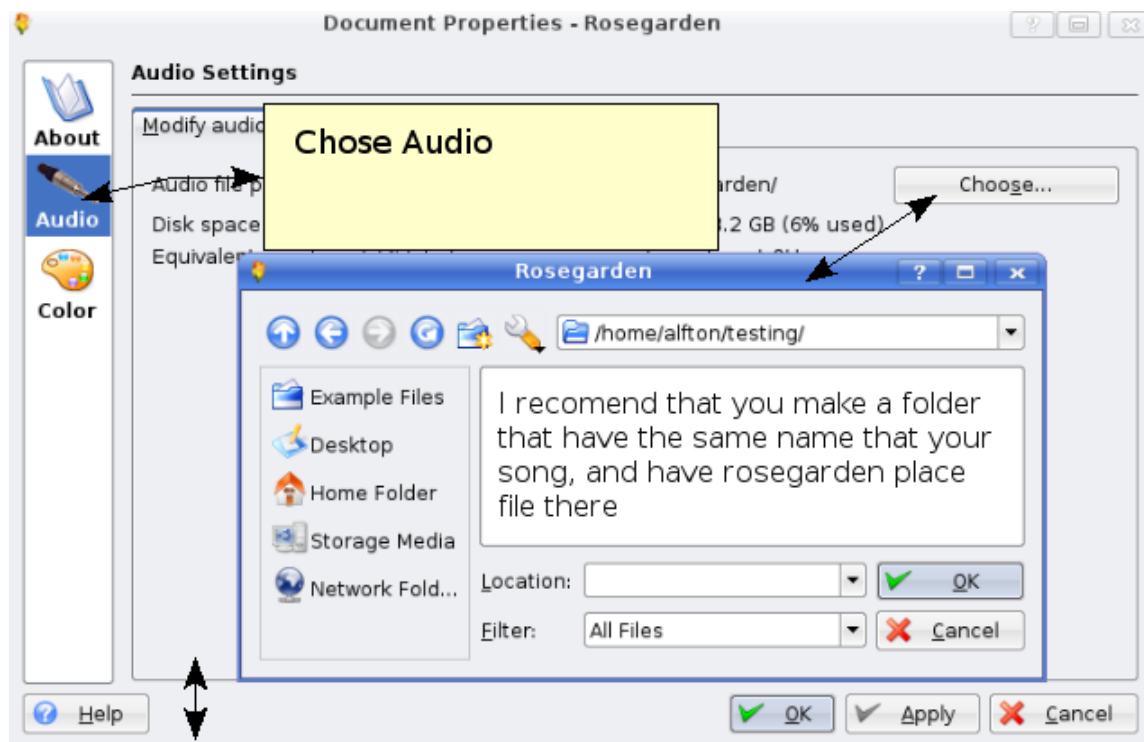 Document Properties - Rosegarden
Audio Settings
About
Audio
Color
Modify audio
Chose Audio
Audio file p
arden/
Choose...
Disk space
.2 GB (6% used)
Equivalen
Rosegarden
/home/alfton/testing/
Example Files
Desktop
Home Folder
Storage Media
Network Fold...
I recomend that you make a folder
that have the same name that your
song, and have rosegarden place
file there
Location:
OK
Filter:
All Files
Cancel
Help
OK
Apply
Cancel